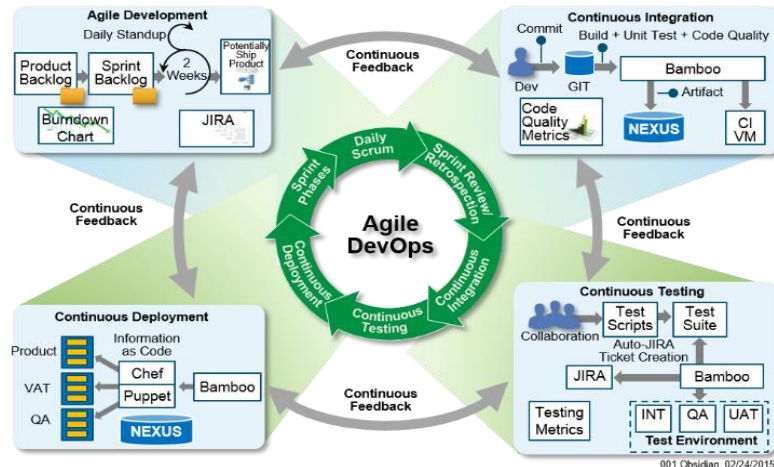 Agile Development
Daily Standup
Product
Backlog
Sprint
Backlog
2
Weeks
Potentially
Ship
Product
Burndown
Chart
JIRA
Continuous
Feedback
Continuous Integration
Commit
Build + Unit Test + Code Quality
Dev
GIT
Bamboo
Artifact
Code
Quality
Metrics
NEXUS
CI
VM
Continuous
Feedback
Agile
DevOps
Daily
Scrum
Sprint Review/
Retrospection
Continuous
Integration
Continuous
Testing
Continuous
Deployment
Sprint
Phases
Continuous
Feedback
Continuous Deployment
Information
as Code
Product
VAT
QA
Chef
Puppet
Bamboo
NEXUS
Continuous
Feedback
Continuous Testing
Collaboration
Test
Scripts
Test
Suite
Auto-JIRA
Ticket Creation
JIRA
Bamboo
Testing
Metrics
INT
QA
UAT
Test Environment
001 Obsidian 02/24/2015